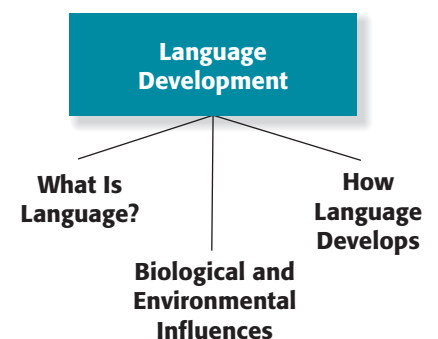 Language
Development
What Is
Language?
How
Language
Develops
Biological and
Environmental
Influences